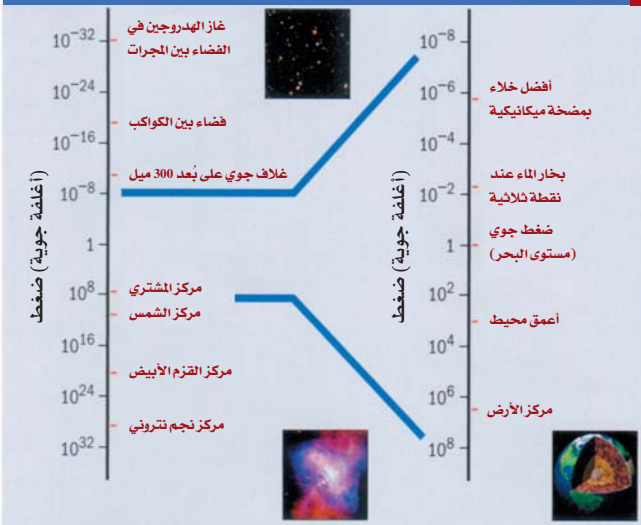 غاز الهدروجين في
الفضاء بين المجرات
فضاء بين الكواكب
غلاف جوي على بُعد 300 ميل
مركز المشتري
مركز الشمس
مركز القزم الأبيض
مركز نجم نتروني
10⁻³²
10⁻²⁴
10⁻¹⁶
10⁻⁸
1
10⁸
10¹⁶
10²⁴
10³²
(أغلفة جوية) ضغط
أفضل خلاء
بمضخة ميكانيكية
بخار الماء عند
نقطة ثلاثية
ضغط جوي
(مستوى البحر)
أعمق محيط
مركز الأرض
10⁻⁸
10⁻⁶
10⁻⁴
10⁻²
1
10²
10⁴
10⁶
10⁸
(أغلفة جوية) ضغط